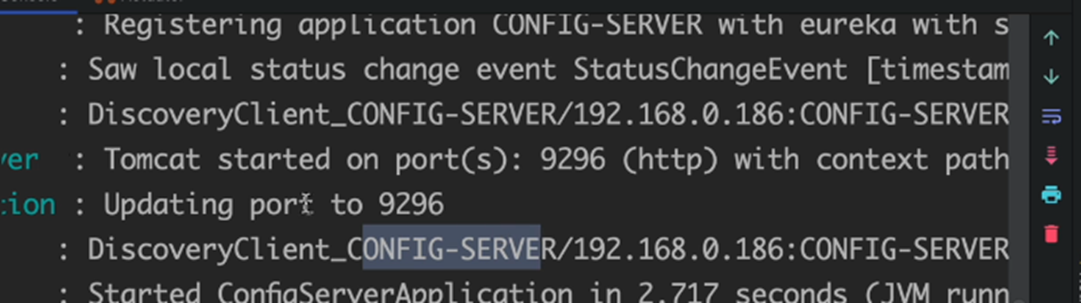 : Registering application CONFIG-SERVER with eureka with s
: Saw local status change event StatusChangeEvent [timestam
: DiscoveryClient_CONFIG-SERVER/192.168.0.186:CONFIG-SERVER
ver : Tomcat started on port(s): 9296 (http) with context path
tion : Updating port to 9296
: DiscoveryClient_CONFIG-SERVER/192.168.0.186:CONFIG-SERVER
: Started ConfigServerApplication in 2.717 seconds (JVM runn